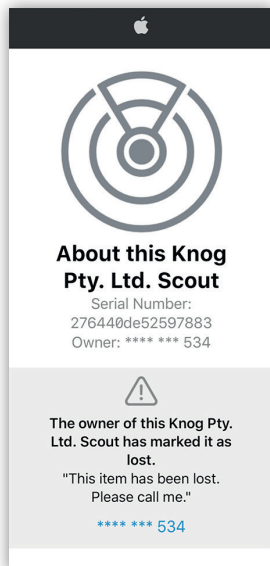 About this Knog
Pty. Ltd. Scout
Serial Number:
276440de52597883
Owner: **** *** 534
The owner of this Knog Pty.
Ltd. Scout has marked it as
lost.
"This item has been lost.
Please call me."
**** *** 534